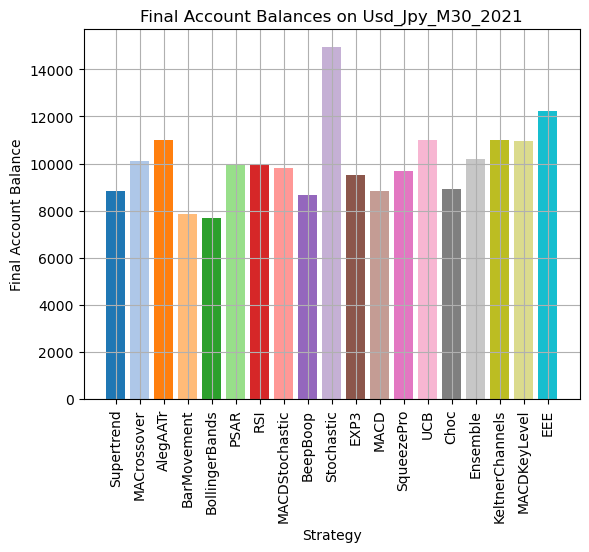 Final Account Balances on Usd_Jpy_M30_2021
Final Account Balance
14000
12000
10000
8000
6000
4000
2000
0
Supertrend
MACrossover
AlegAATr
BarMovement
BollingerBands
PSAR
RSI
MACDStochastic
BeepBoop
Stochastic
EXP3
MACD
SqueezePro
UCB
Choc
Ensemble
KeltnerChannels
MACDKeyLevel
EEE
Strategy